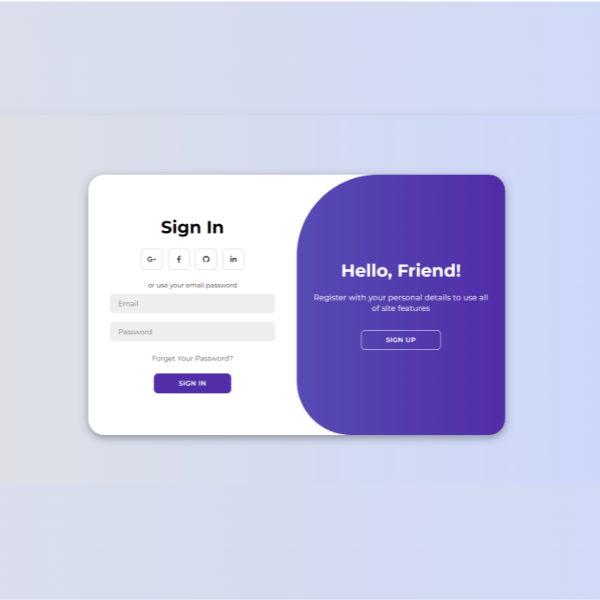 Sign In
G+
f
in
or use your email password
Email
Password
Forget Your Password?
SIGN IN
Hello, Friend!
Register with your personal details to use all
of site features
SIGN UP